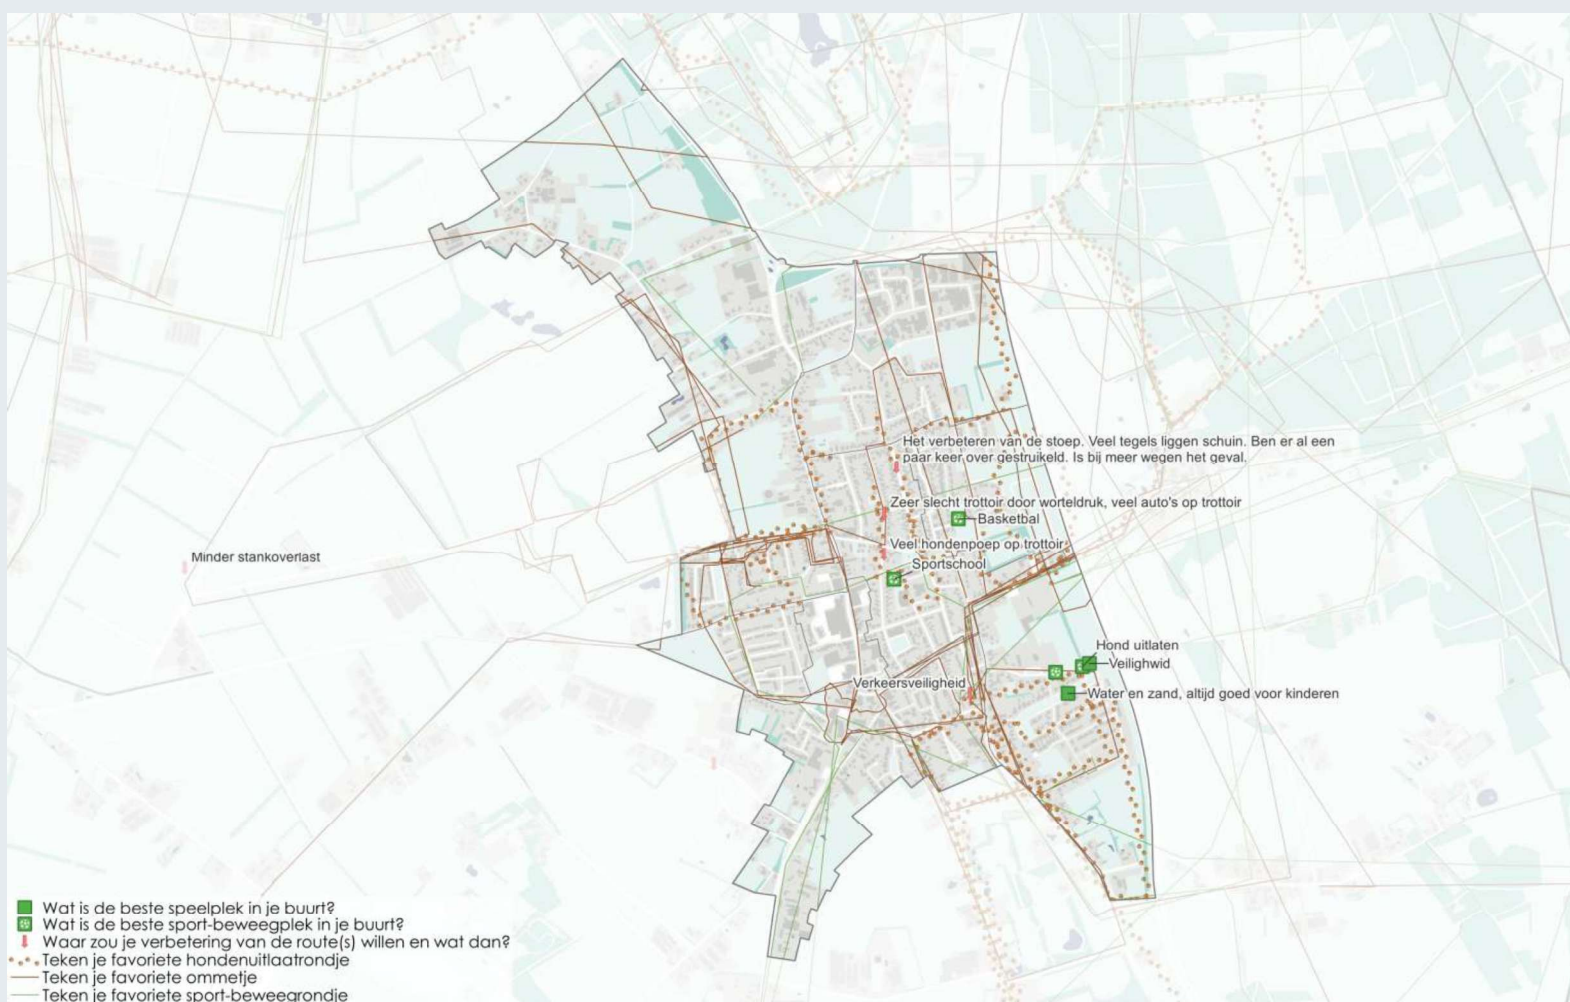 Het verbeteren van de stoep. Veel tegels liggen schuin. Ben er al een
paar keer over gestruikeld. Is bij meer wegen het geval.
Zeer slecht trottoir door worteldruk, veel auto's op trottoir
Basketbal
Veel hondenpoep op trottoir
Minder stankoverlast
Sportschool
Hond uitlaten
Veilighwid
Verkeersveiligheid
Water en zand, altijd goed voor kinderen
Wat is de beste speelplek in je buurt?
Wat is de beste sport-beweegplek in je buurt?
Waar zou je verbetering van de route(s) willen en wat dan?
Teken je favoriete hondenuitlaatrondje
Teken je favoriete ommetje
Teken je favoriete sport-beweegrondje